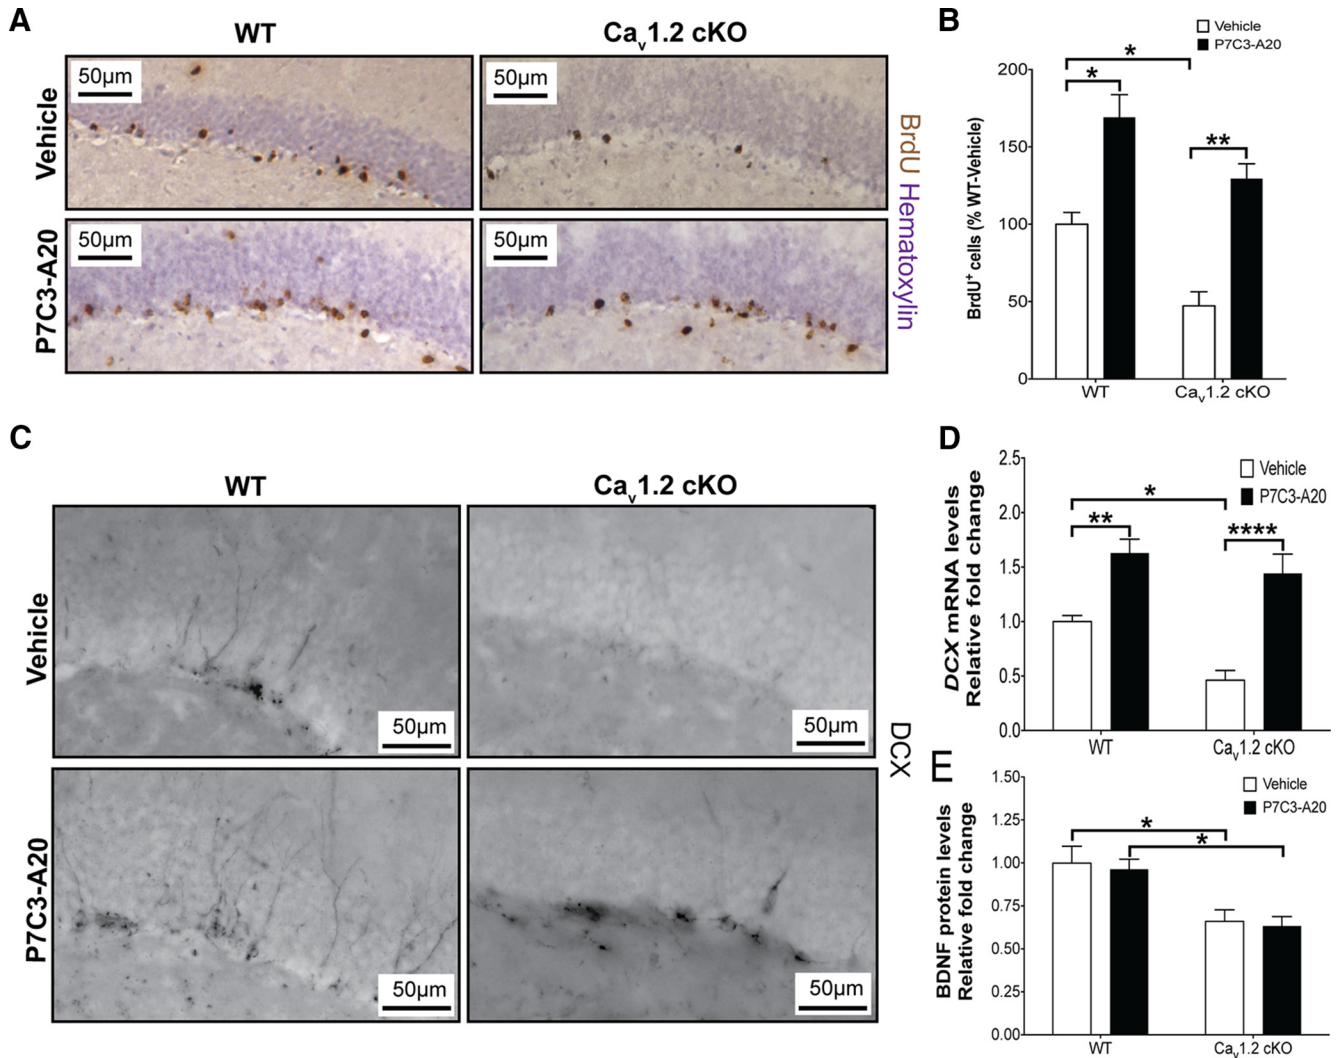 A
WT
Cav1.2 cKO
Vehicle
P7C3-A20
50µm
50µm
50µm
50µm
BrdU Hematoxylin
B
Vehicle
P7C3-A20
BrdU+ cells (% WT-Vehicle)
200
150
100
50
0
*
*
**
WT
Cav1.2 cKO
C
WT
Cav1.2 cKO
Vehicle
P7C3-A20
50µm
50µm
50µm
50µm
DCX
D
Vehicle
P7C3-A20
DCX mRNA levels
Relative fold change
2.5
2.0
1.5
1.0
0.5
0.0
*
**
****
WT
Cav1.2 cKO
E
Vehicle
P7C3-A20
BDNF protein levels
Relative fold change
1.50
1.25
1.00
0.75
0.50
0.25
0.00
*
*
WT
Cav1.2 cKO